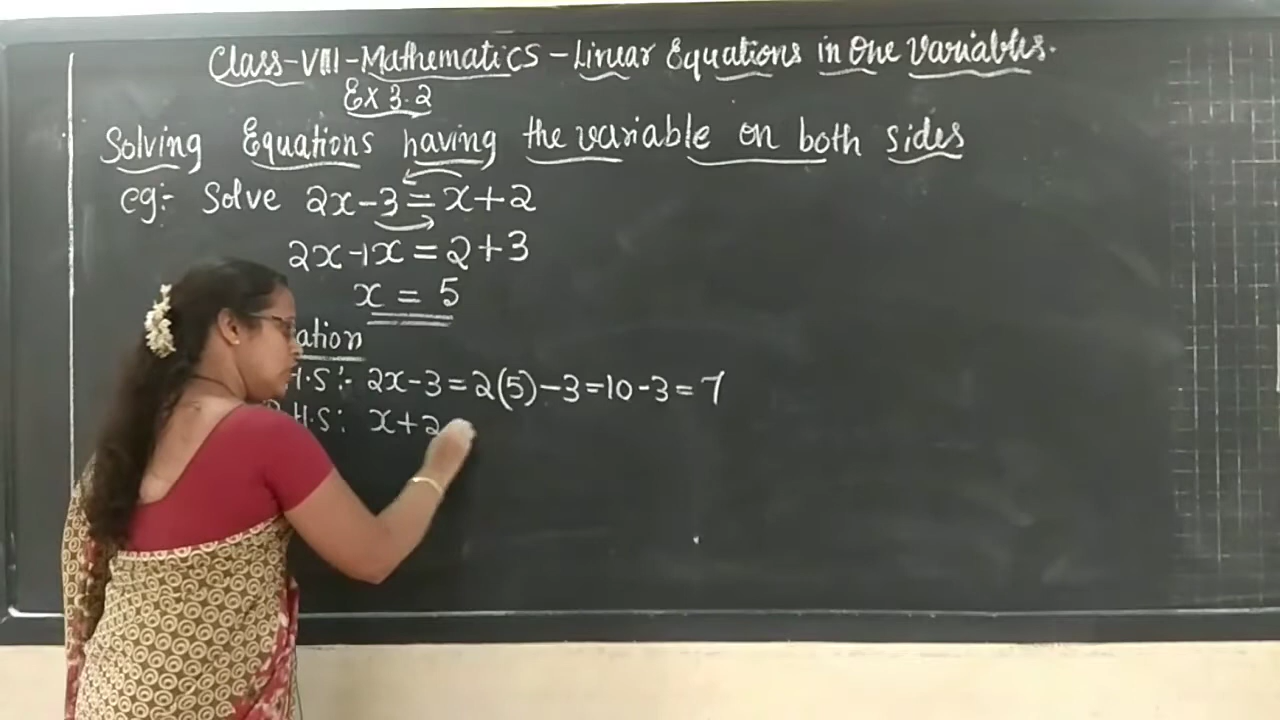 Class-VIII-Mathematics-Linear Equations in One Variables.
Ex 3.2
Solving Equations having the variable on both sides
eg:- Solve 2x-3=x+2
2x-1x=2+3
x = 5
ation
H.S:- 2x-3=2(5)-3=10-3=7
H.S: x+2